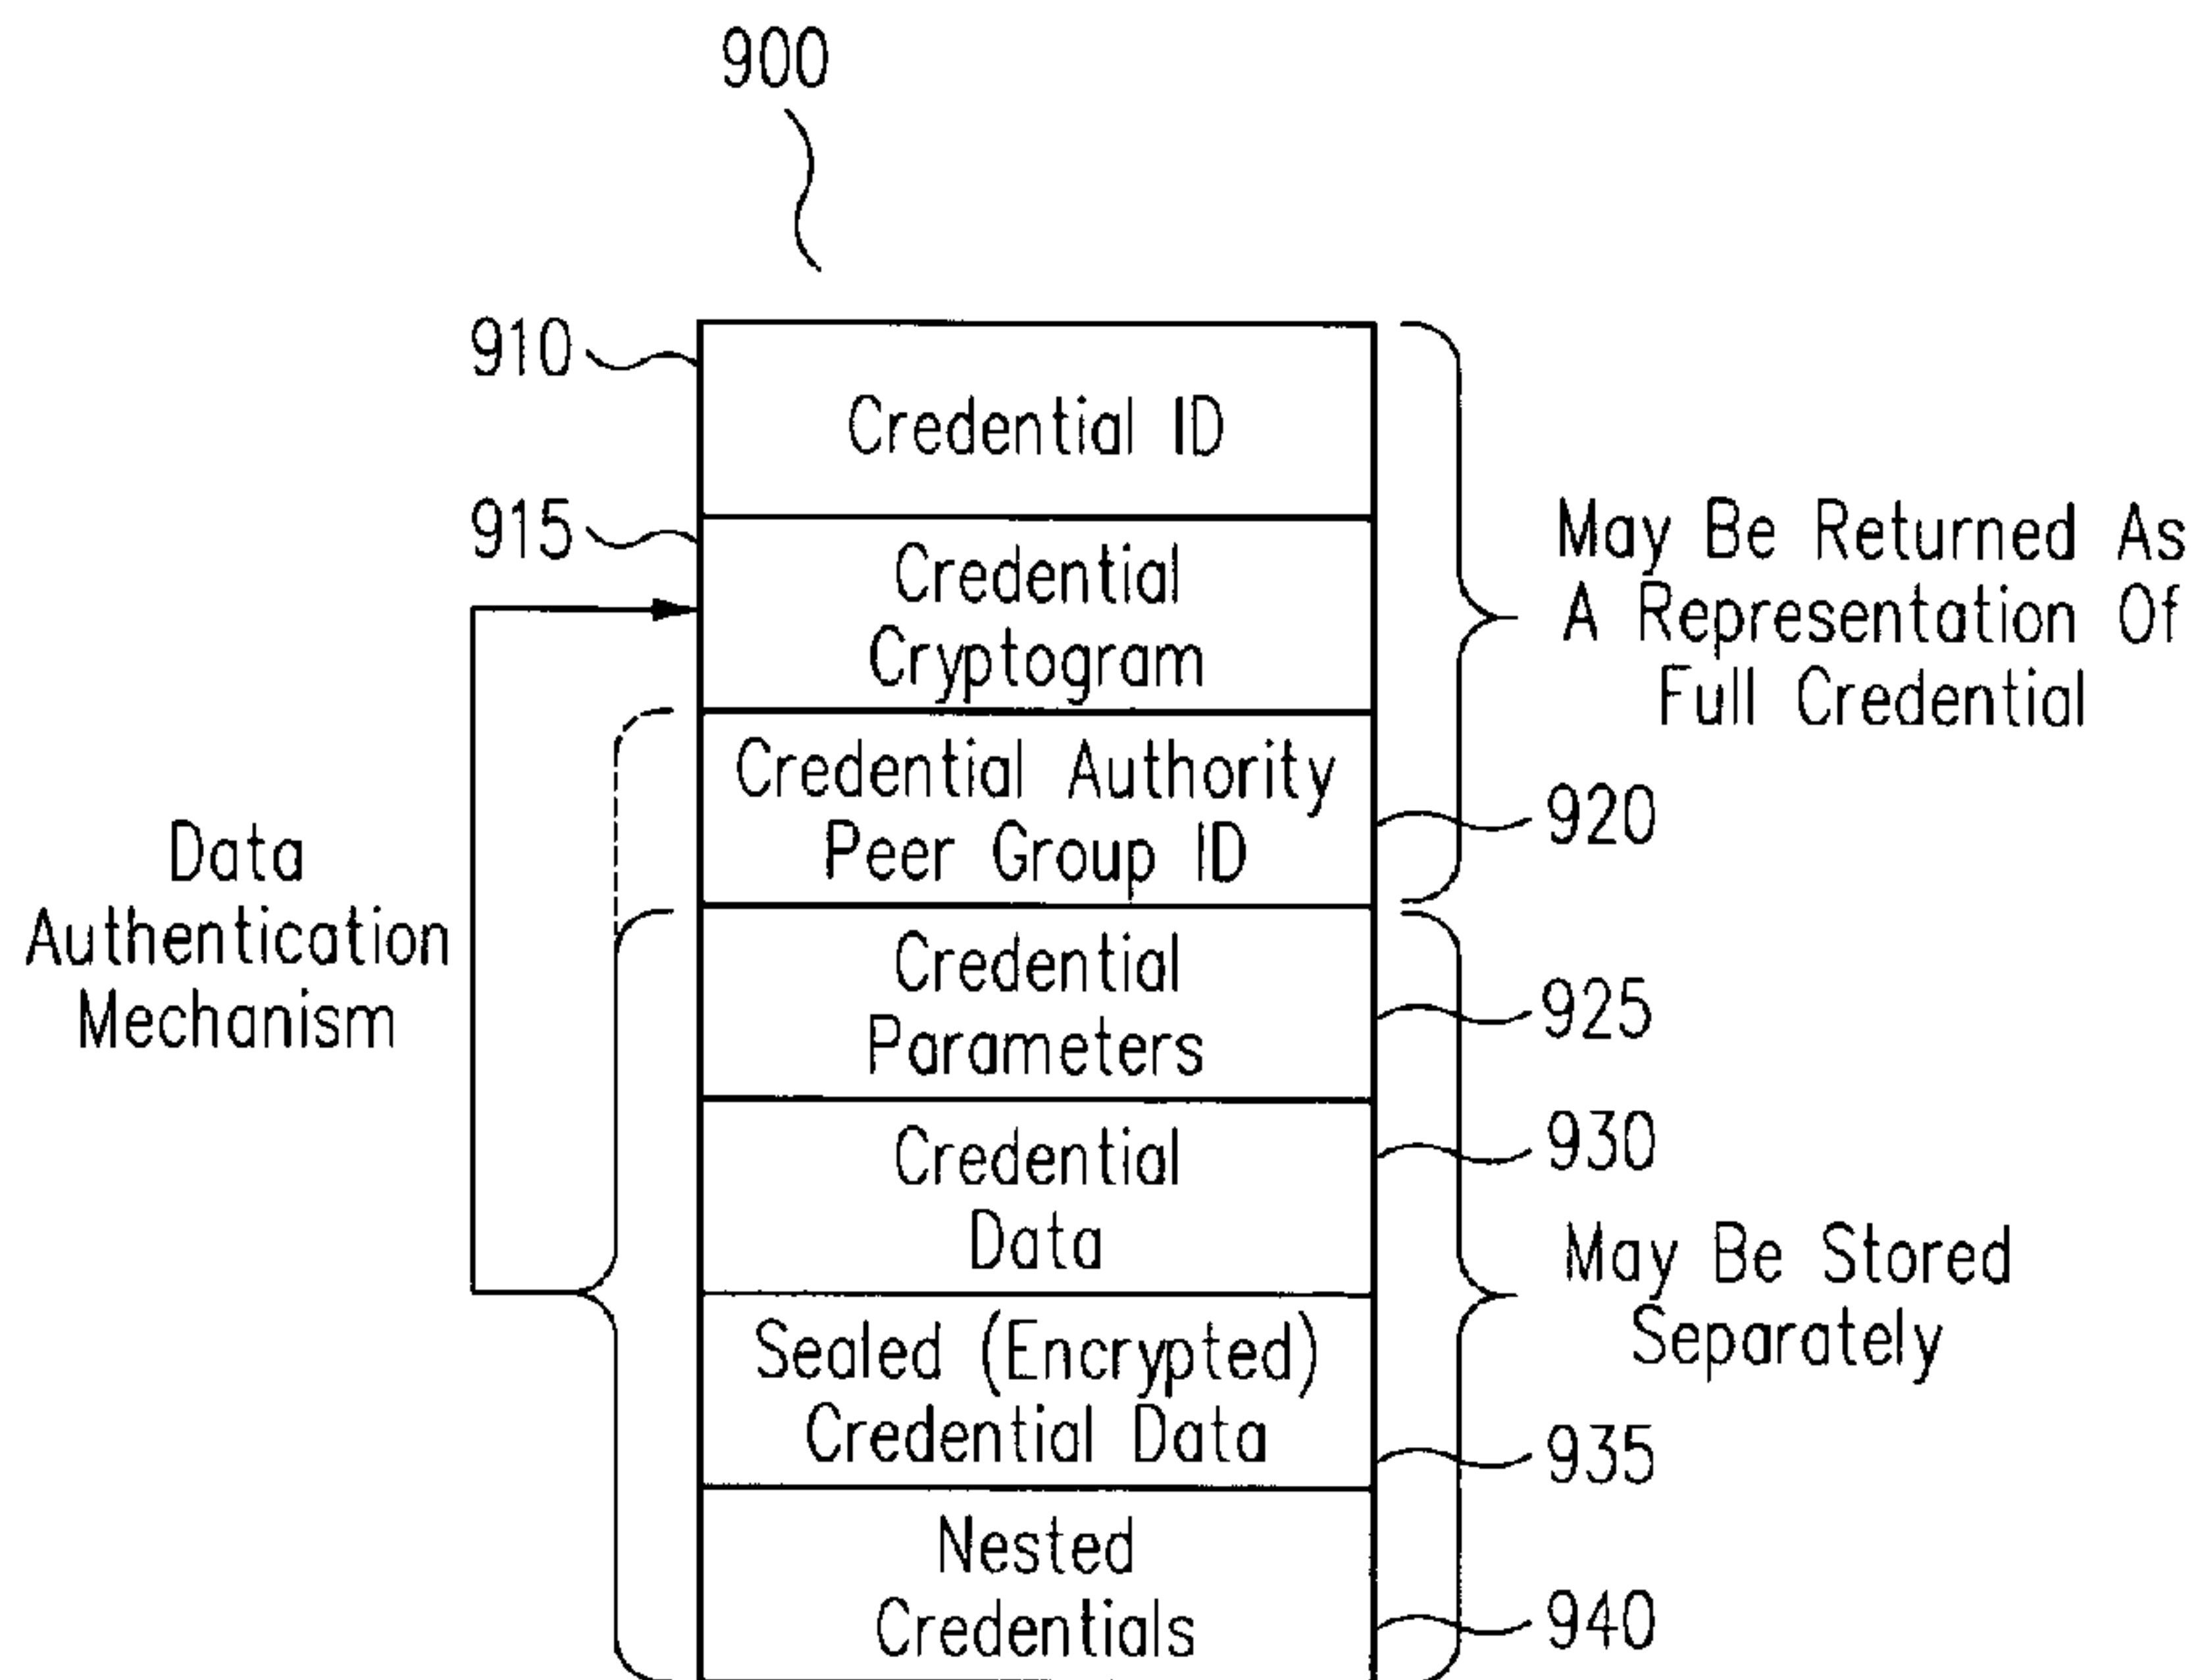 900
910
Credential ID
915
Credential
Cryptogram
May Be Returned As
A Representation Of
Full Credential
Credential Authority
Peer Group ID
920
Data
Authentication
Mechanism
Credential
Parameters
925
Credential
Data
930
May Be Stored
Separately
Sealed (Encrypted)
Credential Data
935
Nested
Credentials
940